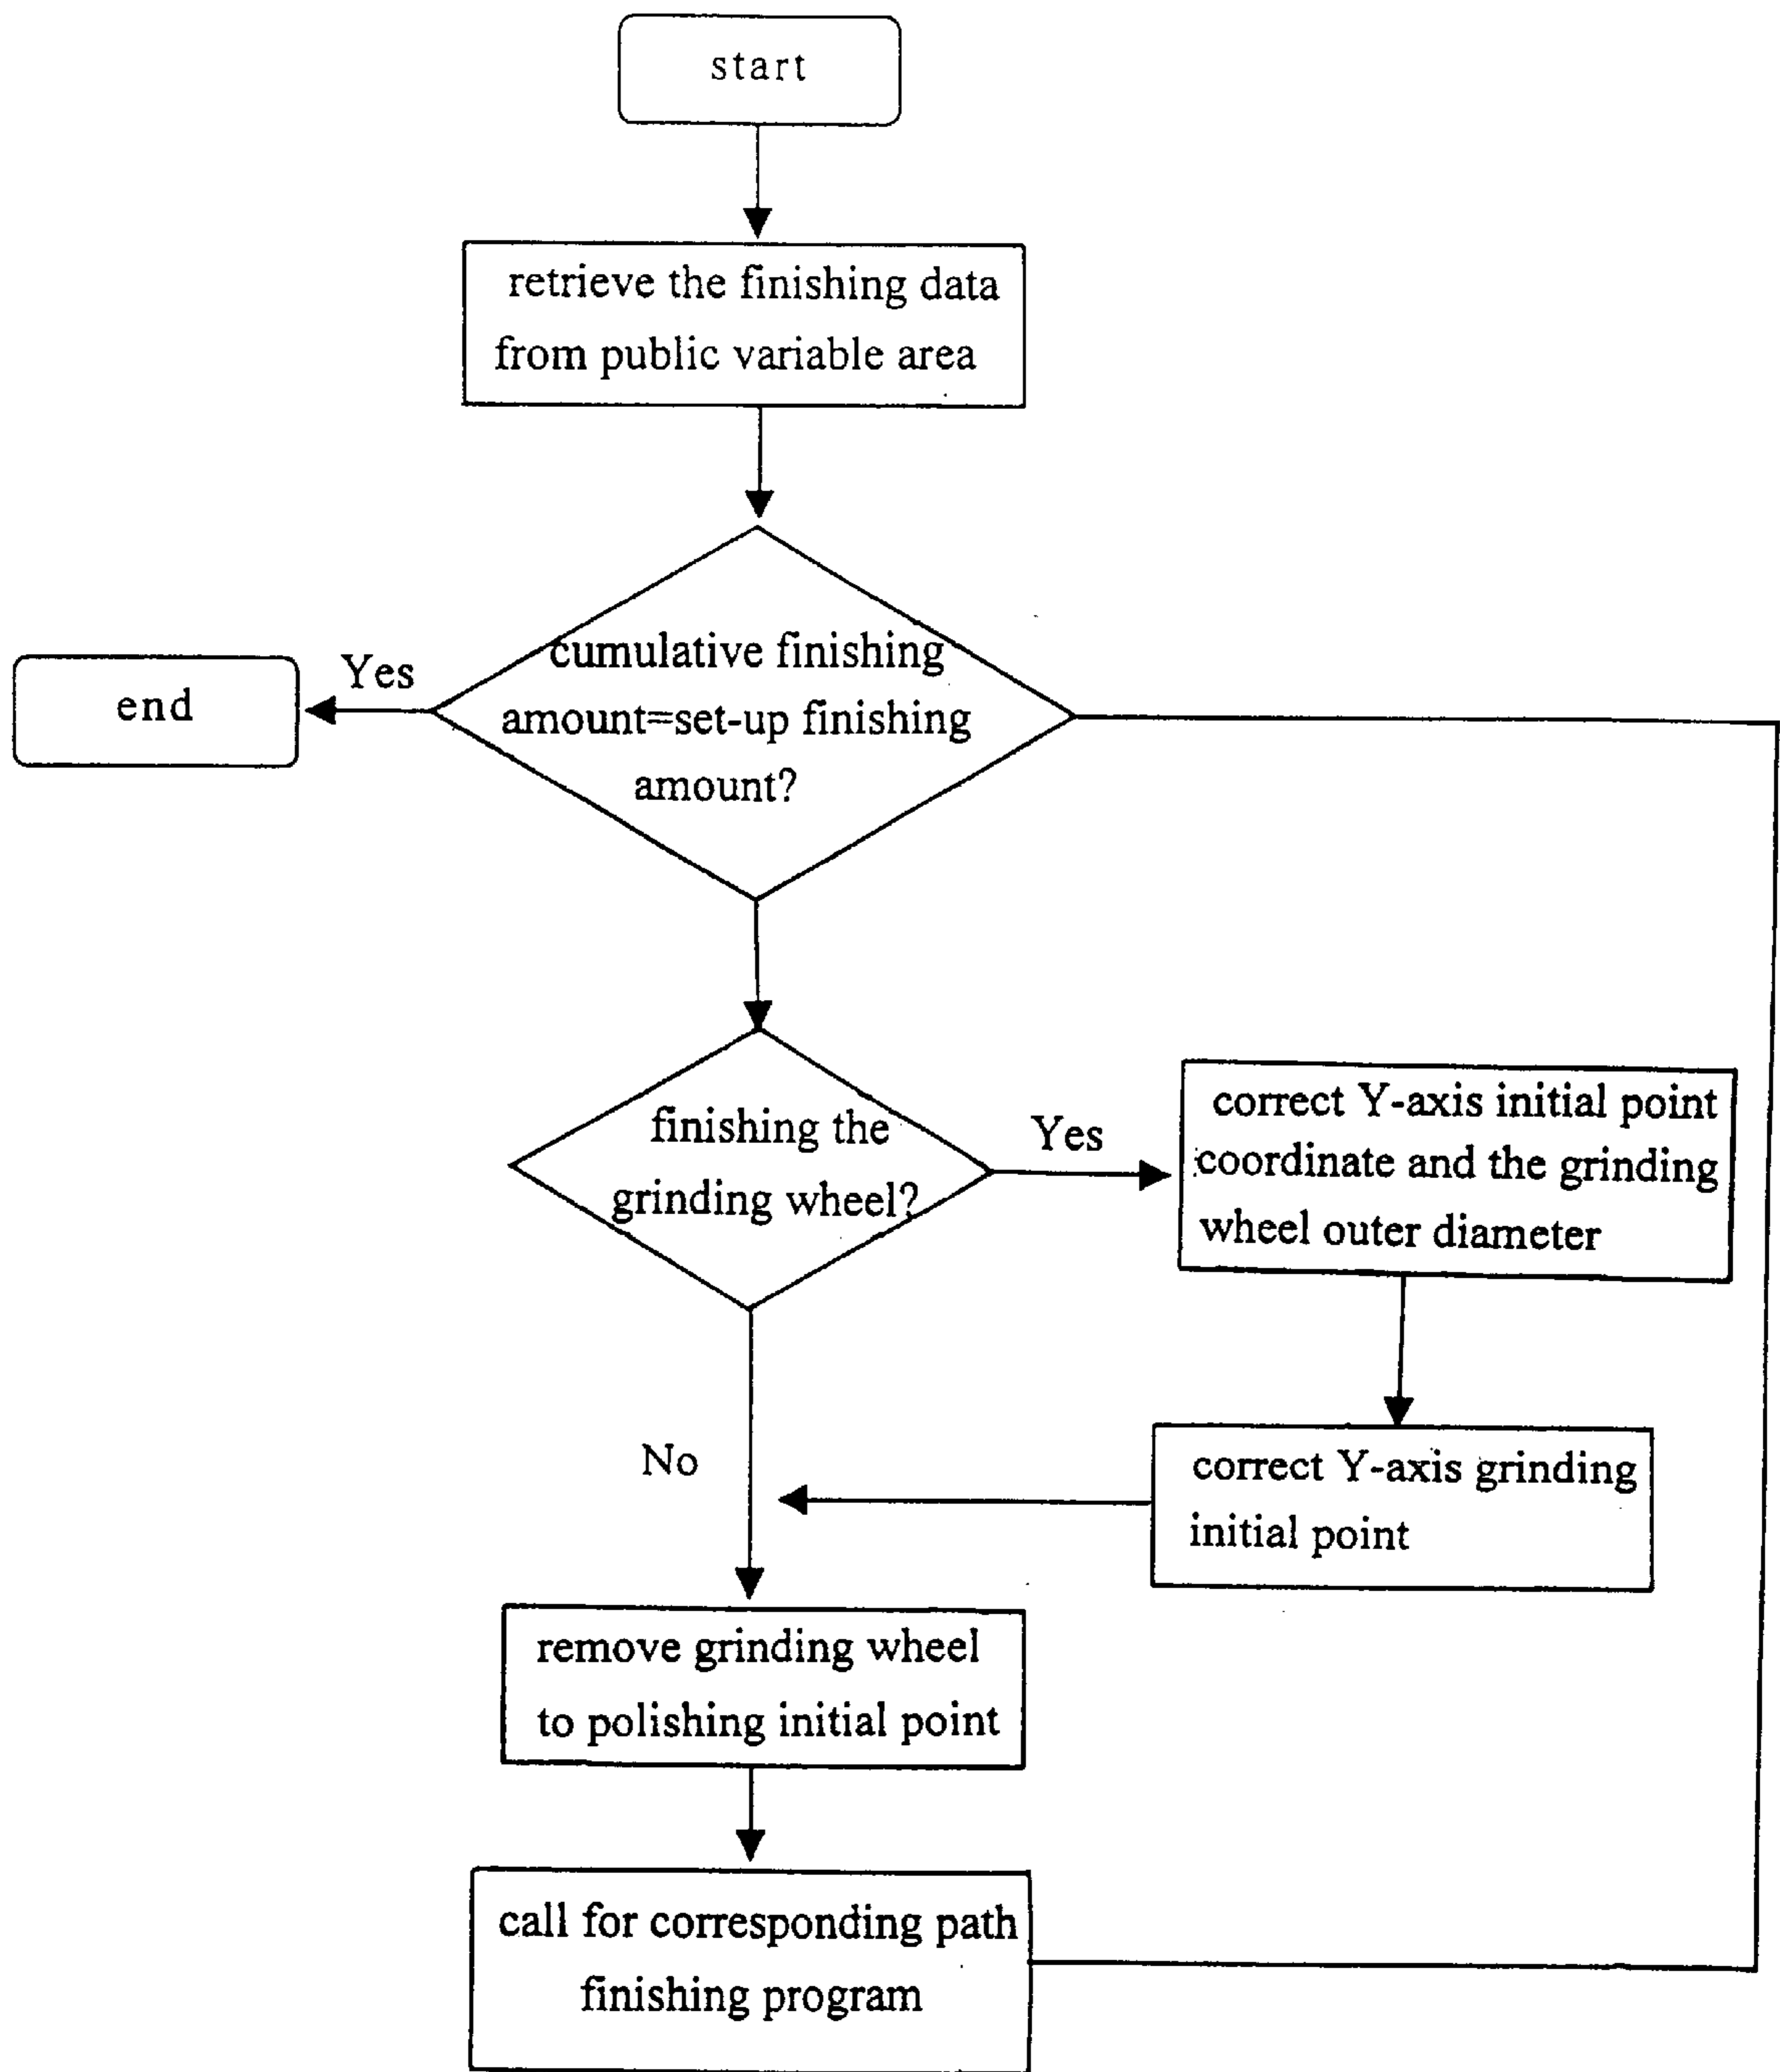 start
retrieve the finishing data
from public variable area
cumulative finishing
amount=set-up finishing
amount?
Yes
end
finishing the
grinding wheel?
Yes
correct Y-axis initial point
coordinate and the grinding
wheel outer diameter
No
correct Y-axis grinding
initial point
remove grinding wheel
to polishing initial point
call for corresponding path
finishing program